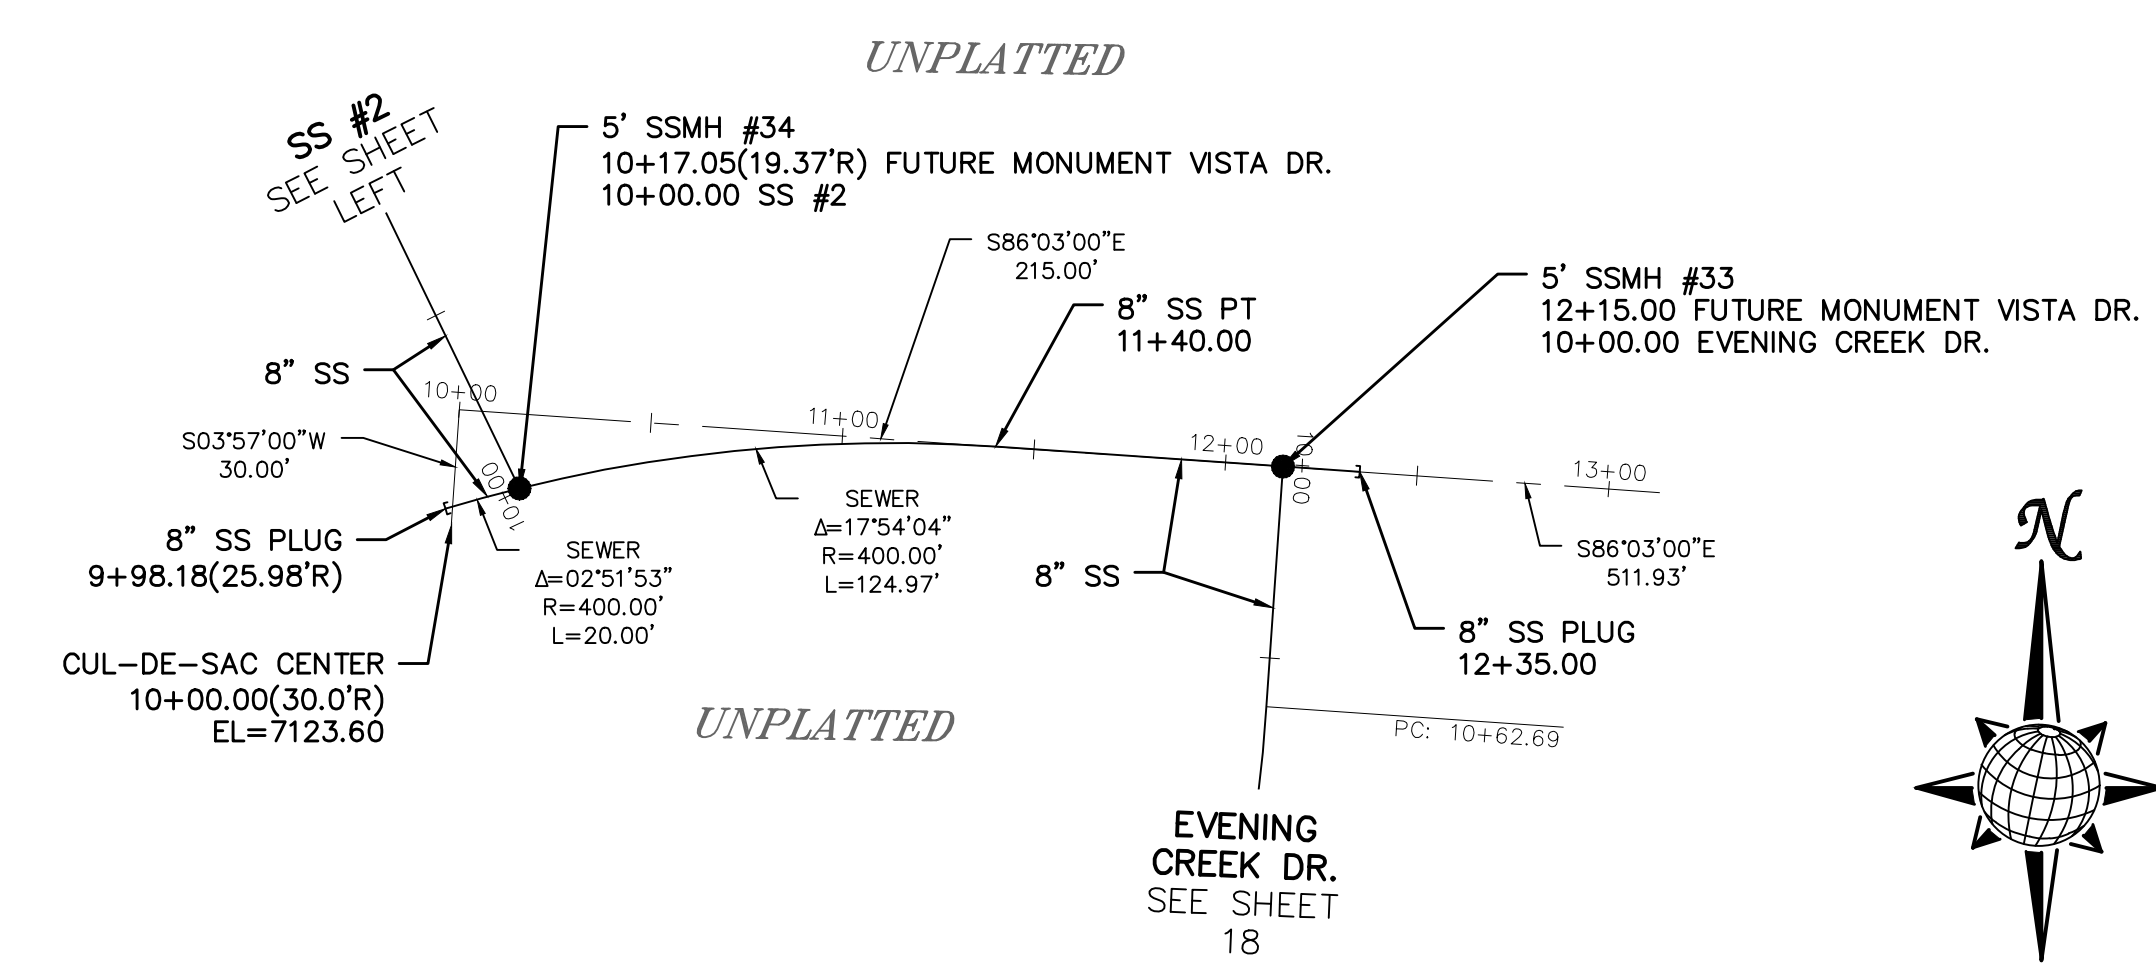 UNPLATTED
SS #2
SEE SHEET
LEFT
5' SSMH #34
10+17.05(19.37'R) FUTURE MONUMENT VISTA DR.
10+00.00 SS #2
S86°03'00"E
215.00'
8" SS PT
11+40.00
5' SSMH #33
12+15.00 FUTURE MONUMENT VISTA DR.
10+00.00 EVENING CREEK DR.
8" SS
10+00
11+00
12+00
10+00
13+00
S03°57'00"W
30.00'
10+00
8" SS PLUG
9+98.18(25.98'R)
SEWER
Δ=02°51'53"
R=400.00'
L=20.00'
SEWER
Δ=17°54'04"
R=400.00'
L=124.97'
8" SS
S86°03'00"E
511.93'
8" SS PLUG
12+35.00
CUL-DE-SAC CENTER
10+00.00(30.0'R)
EL=7123.60
UNPLATTED
PC: 10+62.69
EVENING
CREEK DR.
SEE SHEET
18
N